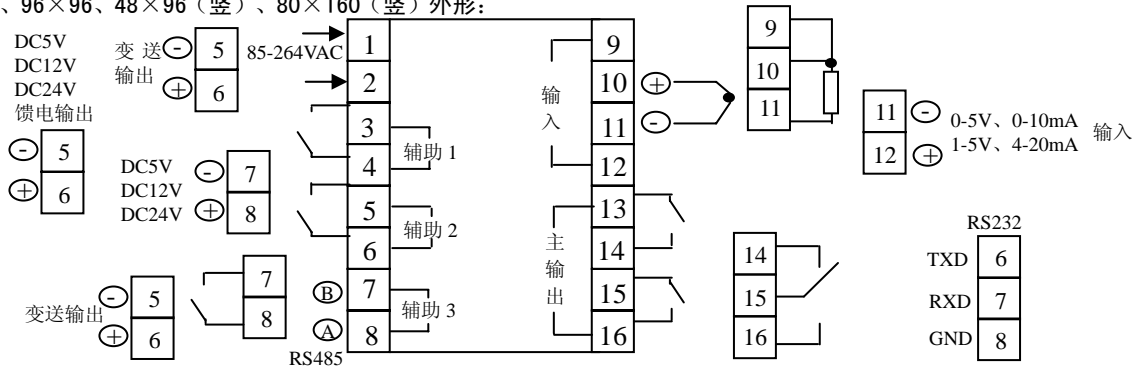 、96×96、48×96（竖）、80×160（竖）外形：
DC5V
DC12V
DC24V
馈电输出
- 5
+ 6
变 送
输出
- 5
+ 6
85-264VAC
DC5V
DC12V
DC24V
- 7
+ 8
变送输出
- 5
+ 6
7
8
B
A
RS485
1
2
3
4
5
6
7
8
辅助 1
辅助 2
辅助 3
输
入
主
输
出
9
10
11
12
13
14
15
16
+
-
9
10
11
11 -
12 +
0-5V、0-10mA
1-5V、4-20mA
输入
14
15
16
RS232
TXD 6
RXD 7
GND 8